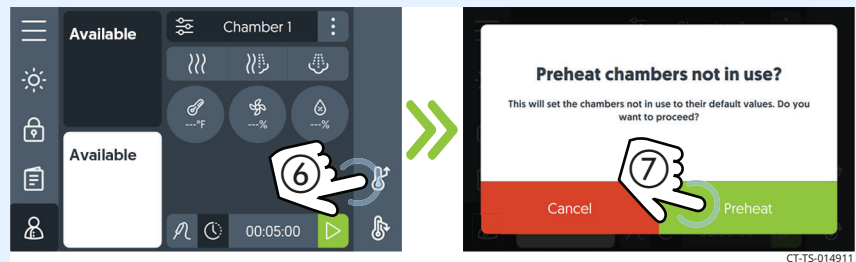 Available
Chamber 1
---°F
---%
---%
Available
6
00:05:00
Preheat chambers not in use?
This will set the chambers not in use to their default values. Do you
want to proceed?
7
Cancel
Preheat
CT-TS-014911